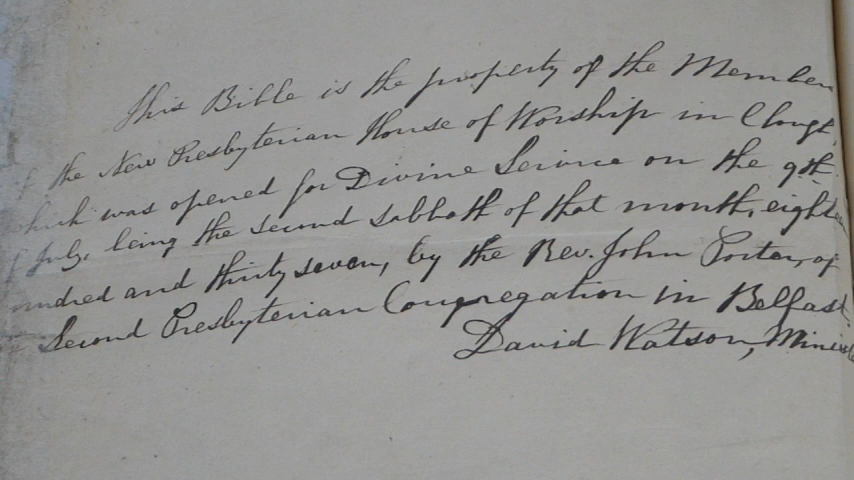 This Bible is the property of the Member
of the New Presbyterian House of Worship in Clough,
which was opened for Divine Service on the 9th
of July, being the second sabbath of that month, eighteen
hundred and thirty seven, by the Rev. John Porter, of
Second Presbyterian Congregation in Belfast.
David Watson, Minister